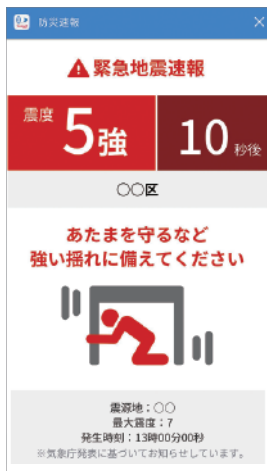 防災速報
緊急地震速報
震度 5強 10秒後
○○区
あたまを守るなど
強い揺れに備えてください
震源地：○○
最大震度：7
発生時刻：13時00分00秒
※気象庁発表に基づいてお知らせしています。